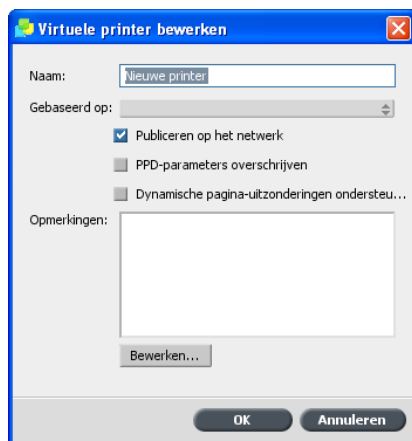 Virtuele printer bewerken
Naam: Nieuwe printer
Gebaseerd op:
Publiceren op het netwerk
PPD-parameters overschrijven
Dynamische pagina-uitzonderingen ondersteu...
Opmerkingen:
Bewerken...
OK Annuleren